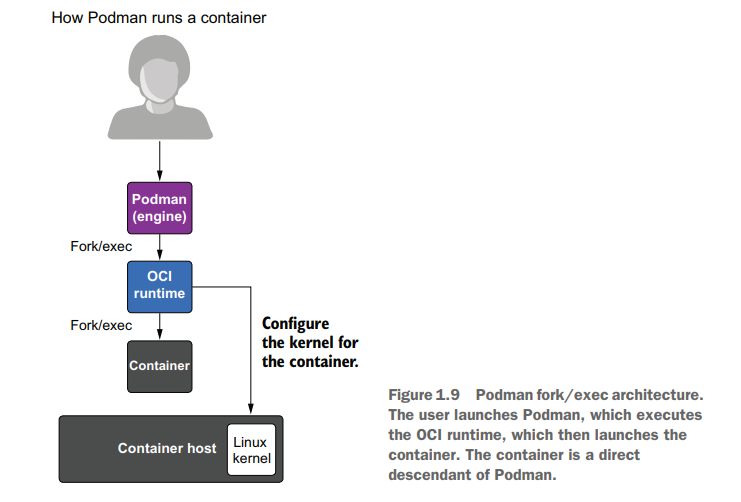 How Podman runs a container
Podman
(engine)
Fork/exec
OCI
runtime
Fork/exec
Container
Configure
the kernel for
the container.
Container host
Linux
kernel
Figure 1.9 Podman fork/exec architecture.
The user launches Podman, which executes
the OCI runtime, which then launches the
container. The container is a direct
descendant of Podman.